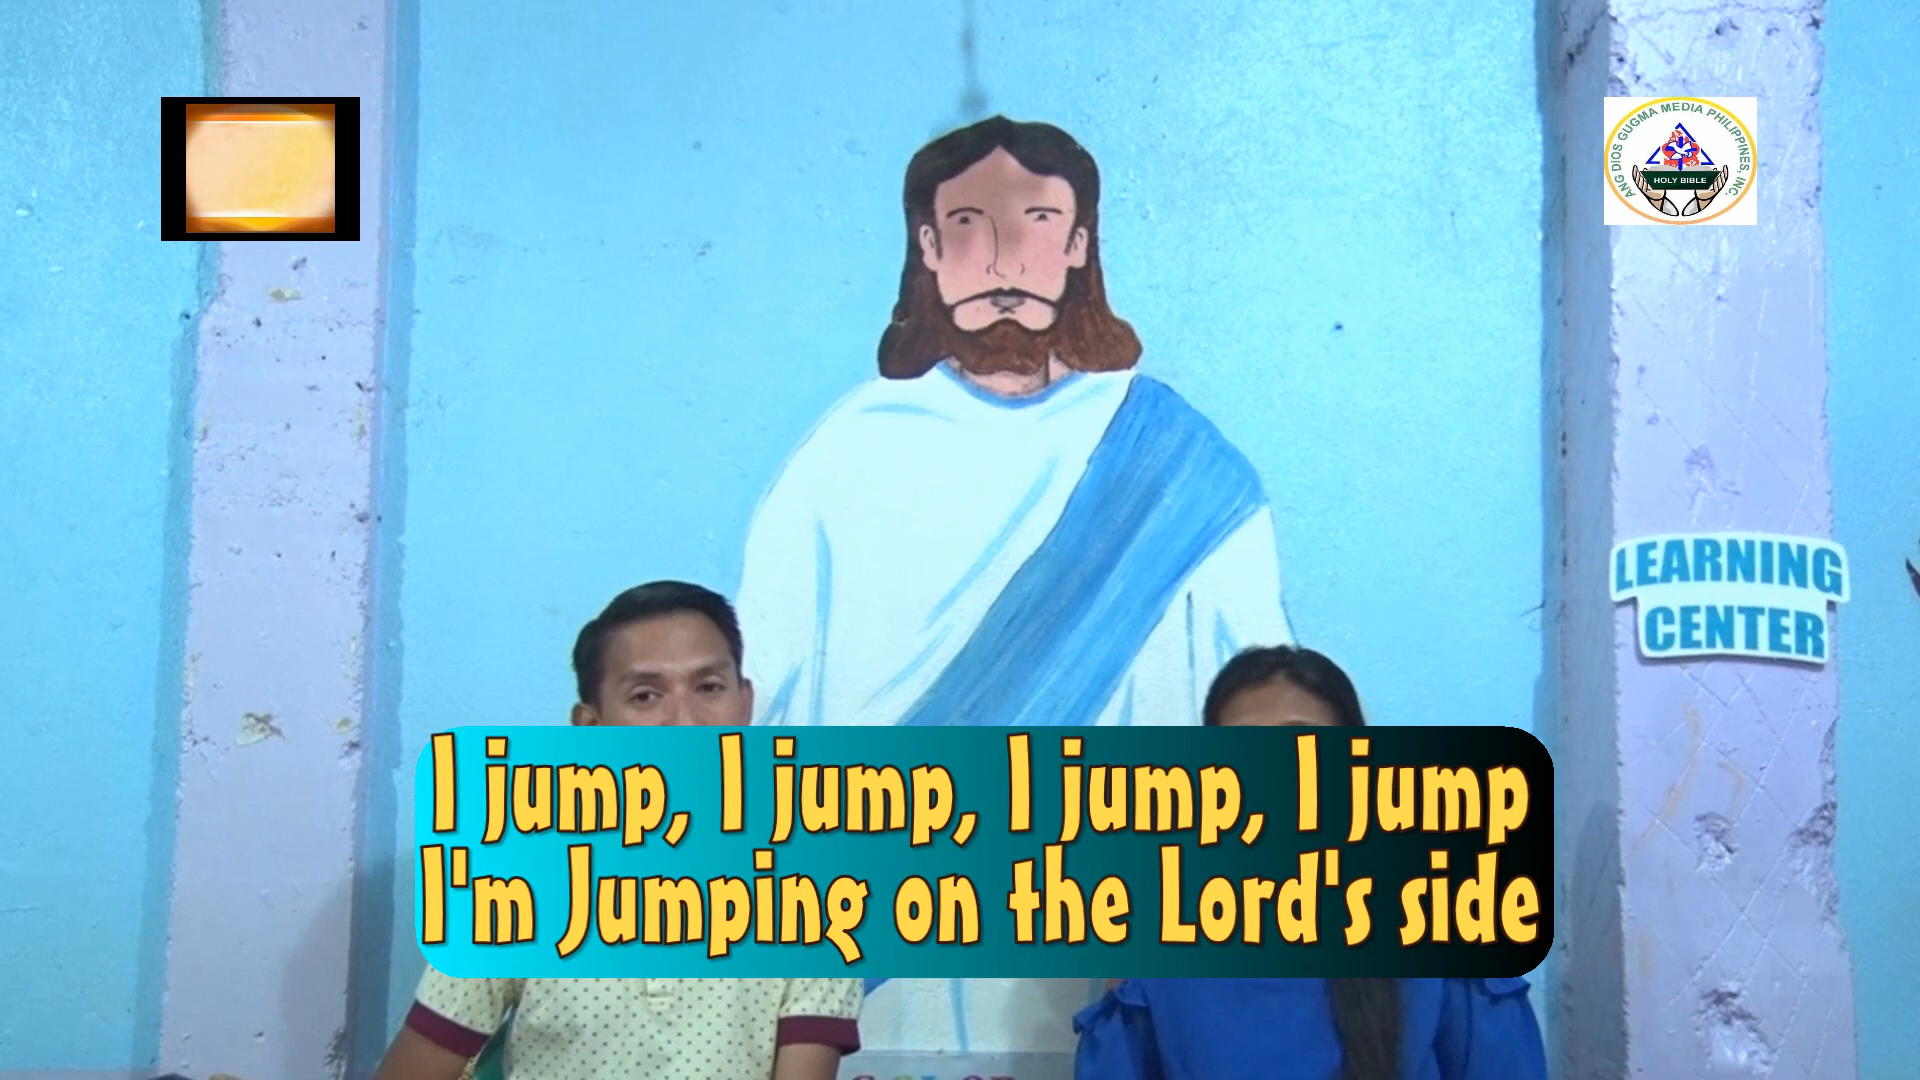 ANG DIOS GUGMA MEDIA PHILIPPINES, INC.
HOLY BIBLE
LEARNING
CENTER
I jump, I jump, I jump, I jump
I'm Jumping on the Lord's side
COLOR